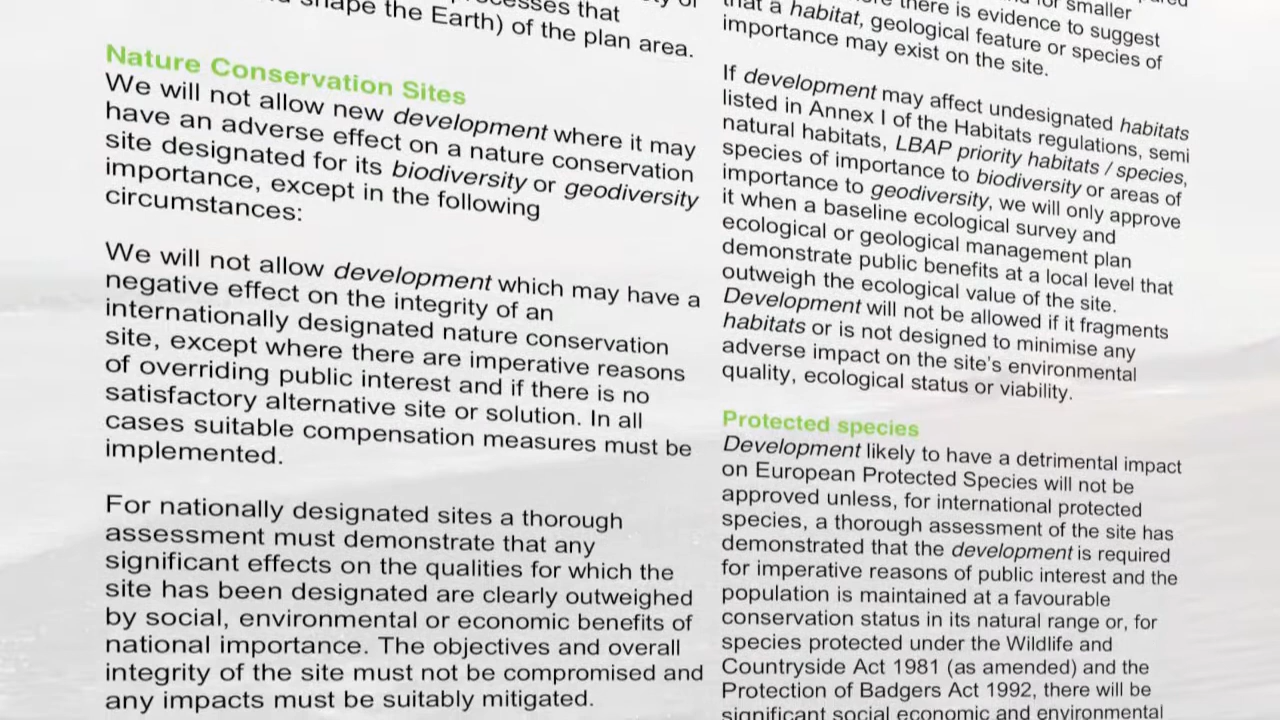 shape the Earth) of the plan area.
Nature Conservation Sites
We will not allow new development where it may
have an adverse effect on a nature conservation
site designated for its biodiversity or geodiversity
importance, except in the following
circumstances:
We will not allow development which may have a
negative effect on the integrity of an
internationally designated nature conservation
site, except where there are imperative reasons
of overriding public interest and if there is no
satisfactory alternative site or solution. In all
cases suitable compensation measures must be
implemented.
For nationally designated sites a thorough
assessment must demonstrate that any
significant effects on the qualities for which the
site has been designated are clearly outweighed
by social, environmental or economic benefits of
national importance. The objectives and overall
integrity of the site must not be compromised and
any impacts must be suitably mitigated.
for smaller
there is evidence to suggest
that a habitat, geological feature or species of
importance may exist on the site.
If development may affect undesignated habitats
listed in Annex I of the Habitats regulations, semi
natural habitats, LBAP priority habitats / species,
species of importance to biodiversity or areas of
importance to geodiversity, we will only approve
it when a baseline ecological survey and
ecological or geological management plan
demonstrate public benefits at a local level that
outweigh the ecological value of the site.
Development will not be allowed if it fragments
habitats or is not designed to minimise any
adverse impact on the site's environmental
quality, ecological status or viability.
Protected species
Development likely to have a detrimental impact
on European Protected Species will not be
approved unless, for international protected
species, a thorough assessment of the site has
demonstrated that the development is required
for imperative reasons of public interest and the
population is maintained at a favourable
conservation status in its natural range or, for
species protected under the Wildlife and
Countryside Act 1981 (as amended) and the
Protection of Badgers Act 1992, there will be
significant social economic and environmental